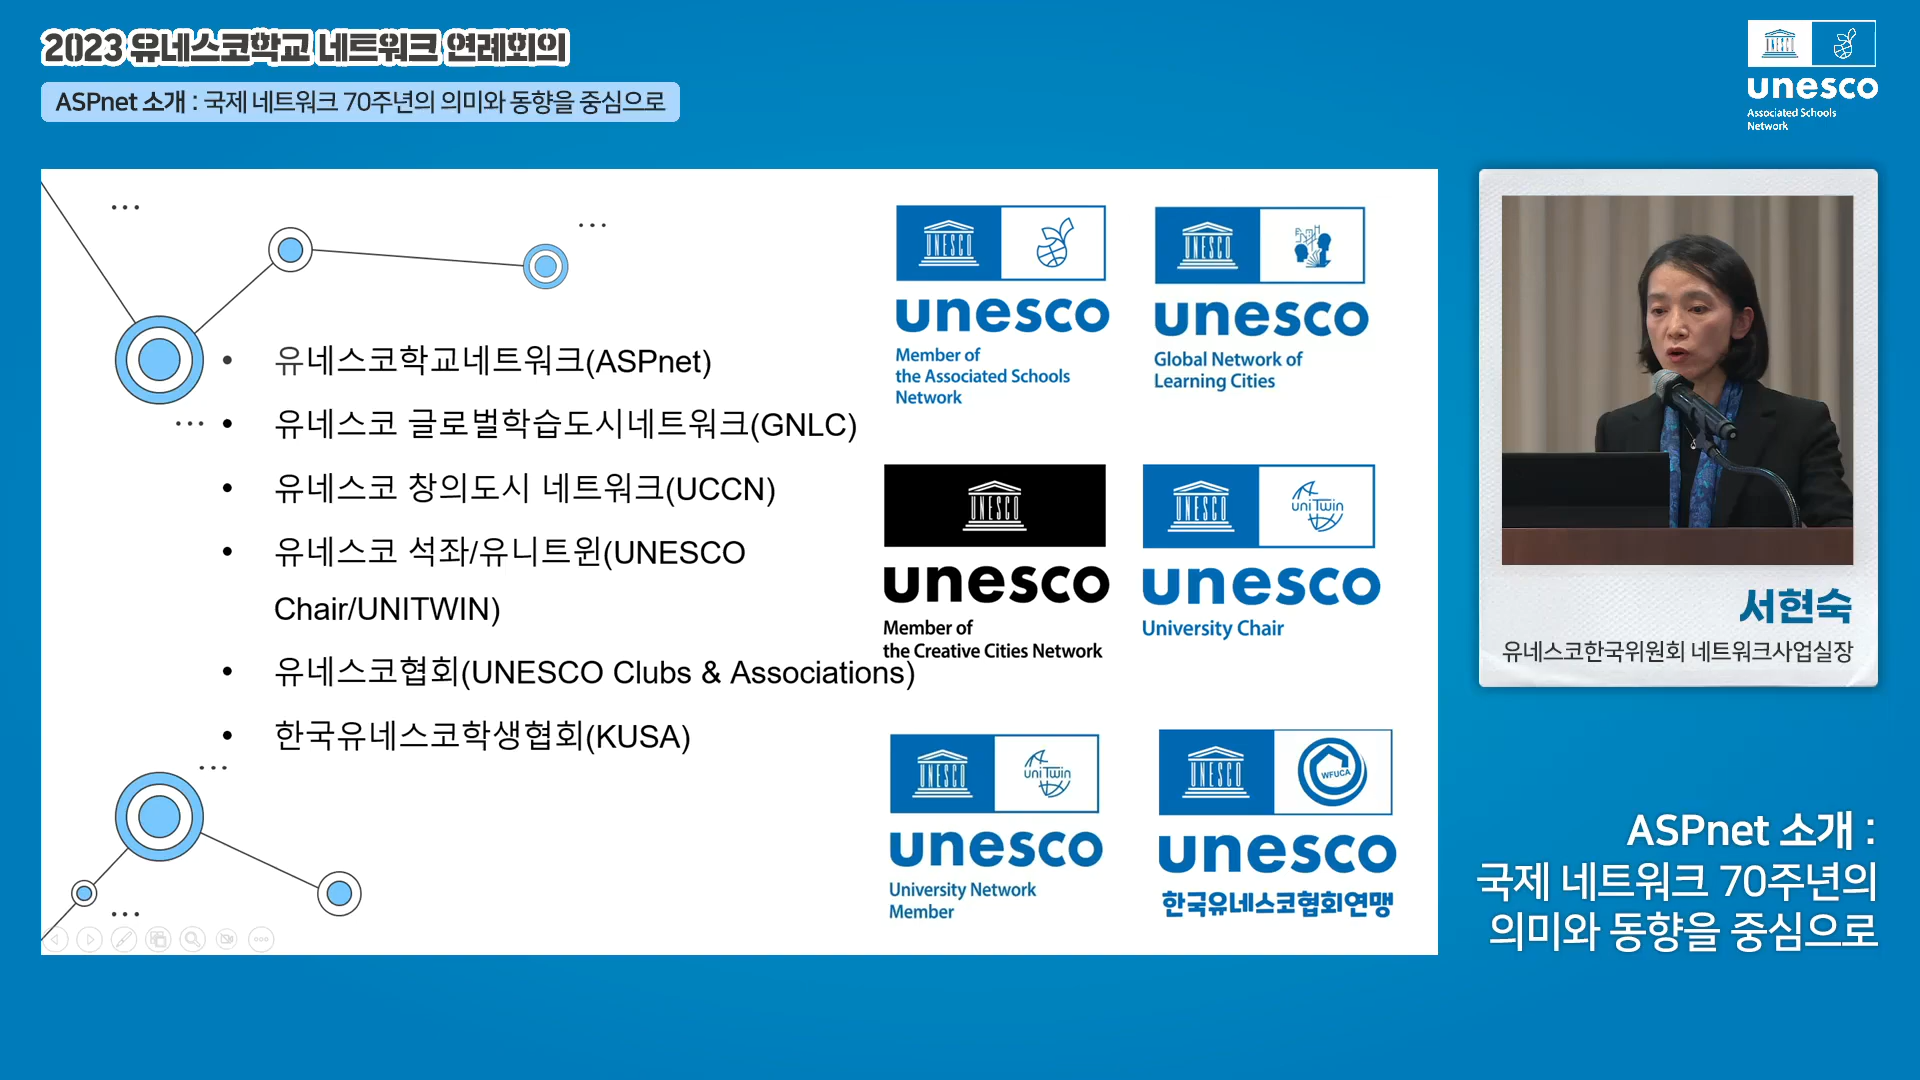 2023 유네스코학교 네트워크 연례회의
ASPnet 소개 : 국제 네트워크 70주년의 의미와 동향을 중심으로
unesco
Associated Schools
Network
• 유네스코학교네트워크(ASPnet)
• 유네스코 글로벌학습도시네트워크(GNLC)
• 유네스코 창의도시 네트워크(UCCN)
• 유네스코 석좌/유니트윈(UNESCO
Chair/UNITWIN)
• 유네스코협회(UNESCO Clubs & Associations)
• 한국유네스코학생협회(KUSA)
UNESCO
unesco
Member of
the Associated Schools
Network
UNESCO
unesco
Global Network of
Learning Cities
UNESCO
unesco
Member of
the Creative Cities Network
UNESCO
uniTwin
unesco
University Chair
UNESCO
uniTwin
unesco
University Network
Member
UNESCO
WFUCA
unesco
한국유네스코협회연맹
서현숙
유네스코한국위원회 네트워크사업실장
ASPnet 소개 :
국제 네트워크 70주년의
의미와 동향을 중심으로